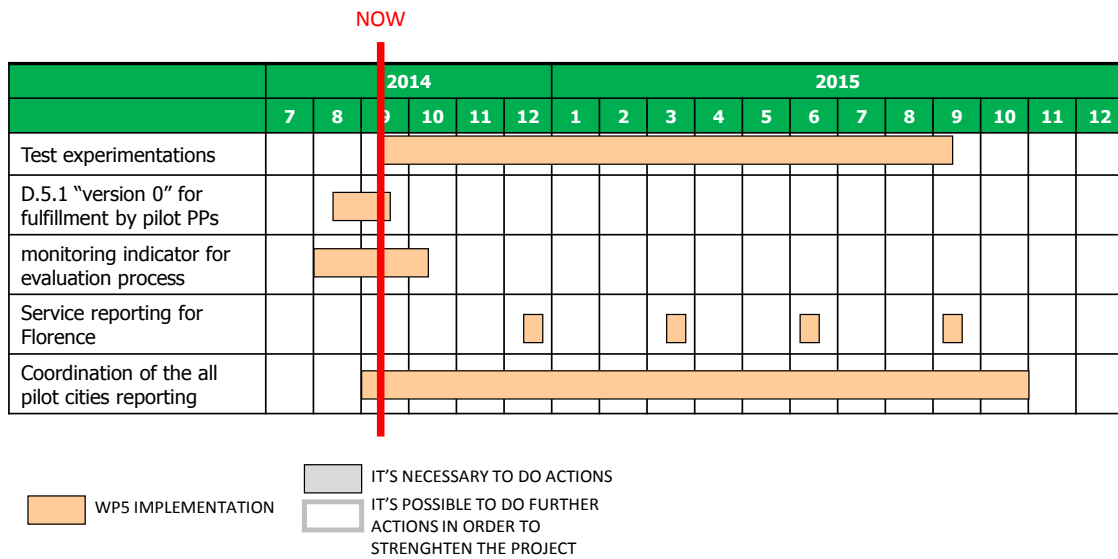 NOW
2014 2015
7 8 9 10 11 12 1 2 3 4 5 6 7 8 9 10 11 12
Test experimentations
D.5.1 “version 0” for
fulfillment by pilot PPs
monitoring indicator for
evaluation process
Service reporting for
Florence
Coordination of the all
pilot cities reporting
WP5 IMPLEMENTATION
IT’S NECESSARY TO DO ACTIONS
IT’S POSSIBLE TO DO FURTHER
ACTIONS IN ORDER TO
STRENGHTEN THE PROJECT